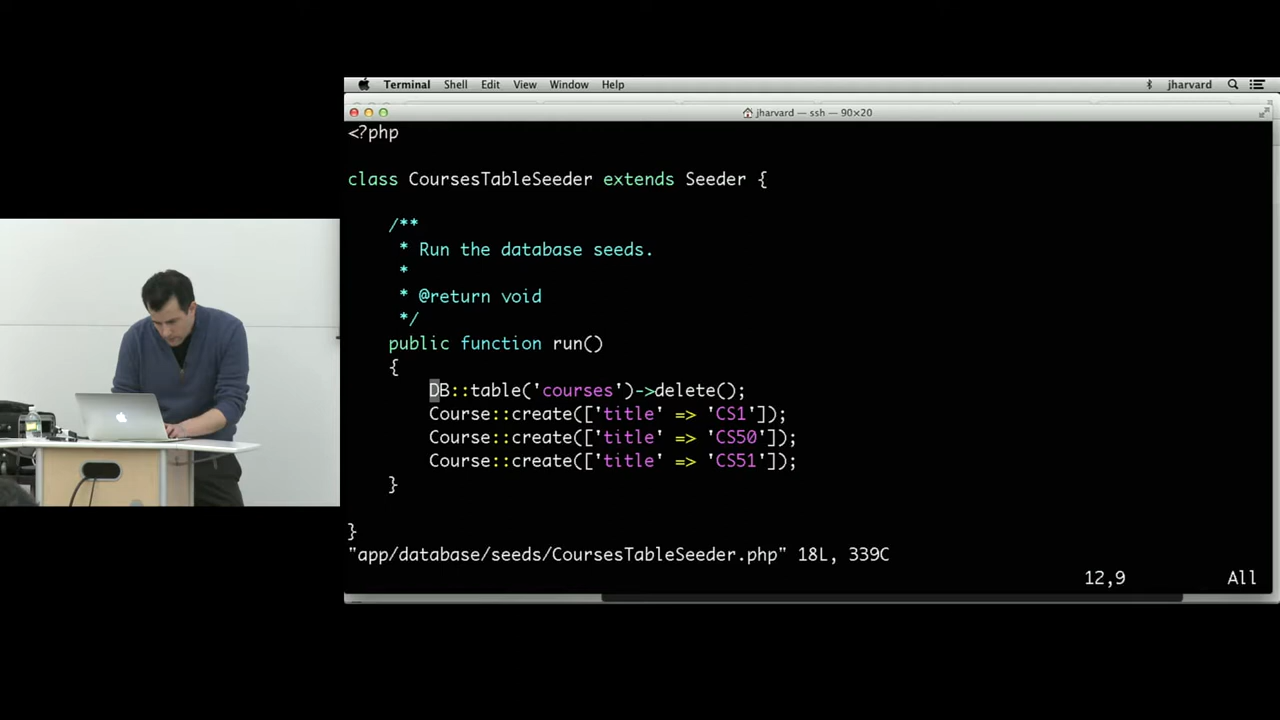 Terminal Shell Edit View Window Help jharvard
jharvard — ssh — 90×20
<?php
class CoursesTableSeeder extends Seeder {
/**
* Run the database seeds.
*
* @return void
*/
public function run()
{
DB::table('courses')->delete();
Course::create(['title' => 'CS1']);
Course::create(['title' => 'CS50']);
Course::create(['title' => 'CS51']);
}
}
"app/database/seeds/CoursesTableSeeder.php" 18L, 339C
12,9 All